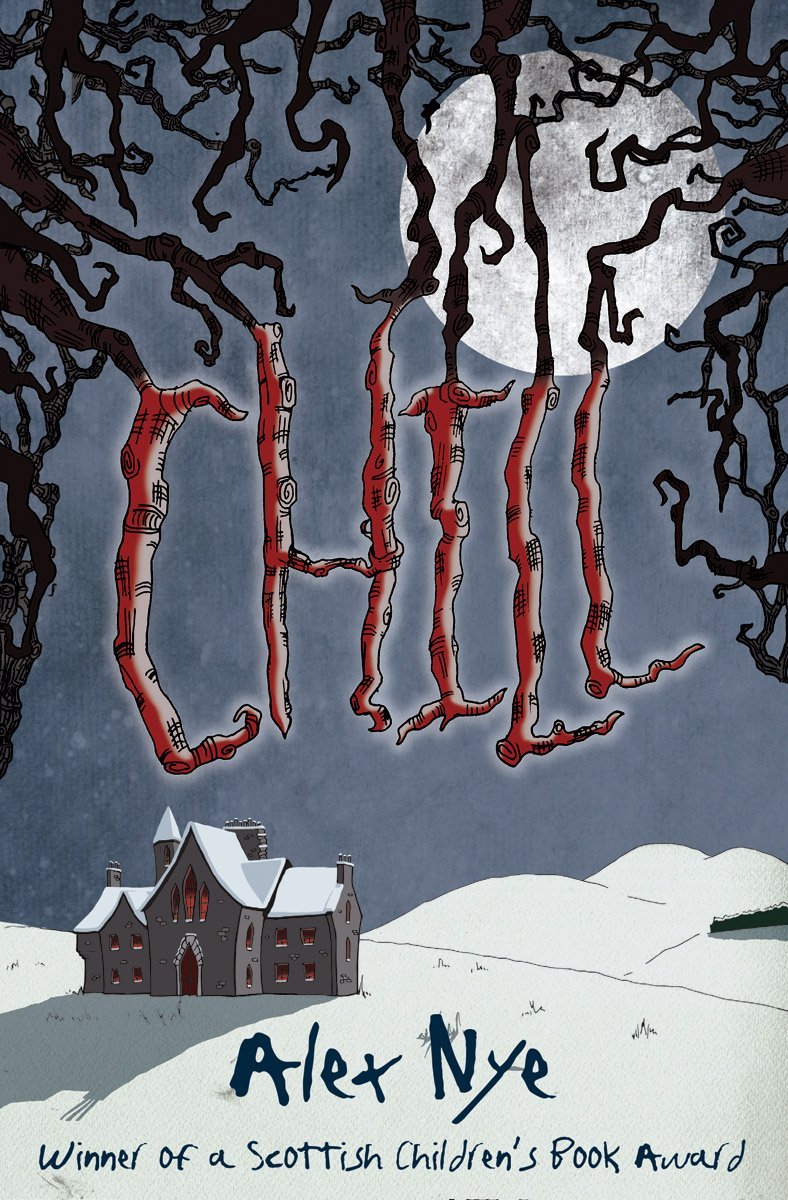 CHILL
Alex Nye
Winner of a Scottish Children's Book Award